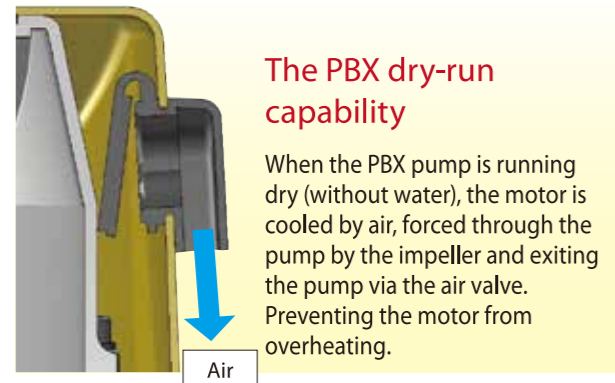 The PBX dry-run
capability
When the PBX pump is running
dry (without water), the motor is
cooled by air, forced through the
pump by the impeller and exiting
the pump via the air valve.
Preventing the motor from
overheating.
Air